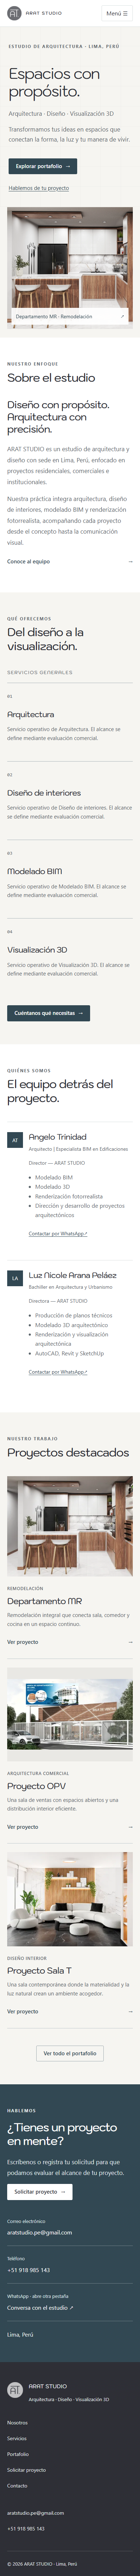 AT ARAT STUDIO
Menú ☰
ESTUDIO DE ARQUITECTURA · LIMA, PERÚ
Espacios con
propósito.
Arquitectura · Diseño · Visualización 3D
Transformamos tus ideas en espacios que
conectan la forma, la luz y tu manera de vivir.
Explorar portafolio →
Hablemos de tu proyecto
Departamento MR · Remodelación ↗
NUESTRO ENFOQUE
Sobre el estudio
Diseño con propósito.
Arquitectura con
precisión.
ARAT STUDIO es un estudio de arquitectura y
diseño con sede en Lima, Perú, enfocado en
proyectos residenciales, comerciales e
institucionales.
Nuestra práctica integra arquitectura, diseño
de interiores, modelado BIM y renderización
fotorrealista, acompañando cada proyecto
desde el concepto hasta la comunicación
visual.
Conoce al equipo →
QUÉ OFRECEMOS
Del diseño a la
visualización.
SERVICIOS GENERALES
01
Arquitectura
Servicio operativo de Arquitectura. El alcance se
define mediante evaluación comercial.
02
Diseño de interiores
Servicio operativo de Diseño de interiores. El alcance
se define mediante evaluación comercial.
03
Modelado BIM
Servicio operativo de Modelado BIM. El alcance se
define mediante evaluación comercial.
04
Visualización 3D
Servicio operativo de Visualización 3D. El alcance se
define mediante evaluación comercial.
Cuéntanos qué necesitas →
QUIÉNES SOMOS
El equipo detrás del
proyecto.
AT
Angelo Trinidad
Arquitecto | Especialista BIM en Edificaciones
Director — ARAT STUDIO
• Modelado BIM
• Modelado 3D
• Renderización fotorrealista
• Dirección y desarrollo de proyectos
arquitectónicos
Contactar por WhatsApp↗
LA
Luz Nicole Arana Peláez
Bachiller en Arquitectura y Urbanismo
Directora — ARAT STUDIO
• Producción de planos técnicos
• Modelado 3D arquitectónico
• Renderización y visualización
arquitectónica
• AutoCAD, Revit y SketchUp
Contactar por WhatsApp↗
NUESTRO TRABAJO
Proyectos destacados
REMODELACIÓN
Departamento MR
Remodelación integral que conecta sala, comedor y
cocina en un espacio continuo.
Ver proyecto →
ARQUITECTURA COMERCIAL
Proyecto OPV
Una sala de ventas con espacios abiertos y una
distribución interior eficiente.
Ver proyecto →
DISEÑO INTERIOR
Proyecto Sala T
Una sala contemporánea donde la materialidad y la
luz natural crean un ambiente acogedor.
Ver proyecto →
Ver todo el portafolio
HABLEMOS
¿Tienes un proyecto
en mente?
Escríbenos o registra tu solicitud para que
podamos evaluar el alcance de tu proyecto.
Solicitar proyecto →
Correo electrónico
aratstudio.pe@gmail.com
Teléfono
+51 918 985 143
WhatsApp · abre otra pestaña
Conversa con el estudio ↗
Lima, Perú
AT ARAT STUDIO
Arquitectura · Diseño · Visualización 3D
Nosotros
Servicios
Portafolio
Solicitar proyecto
Contacto
aratstudio.pe@gmail.com
+51 918 985 143
© 2026 ARAT STUDIO · Lima, Perú